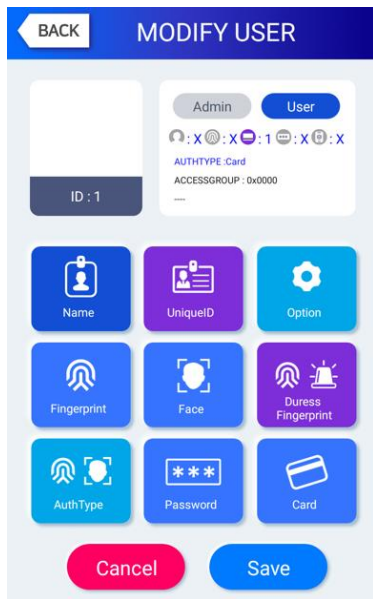 BACK
MODIFY USER
Admin
User
: X : X : 1 : X : X
AUTHTYPE :Card
ACCESSGROUP : 0x0000
---
ID : 1
Name
UniqueID
Option
Fingerprint
Face
Duress
Fingerprint
AuthType
***
Password
Card
Cancel
Save